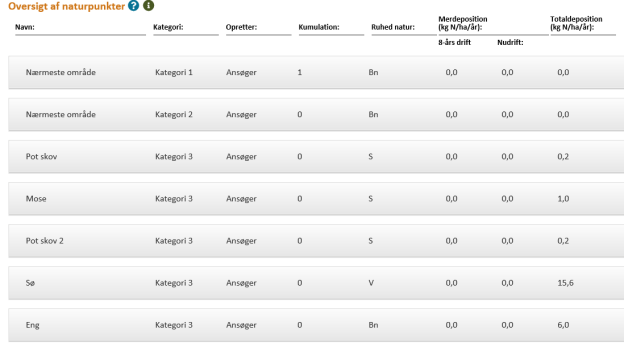 Oversigt af naturpunkter ? i
Navn: Kategori: Opretter: Kumulation: Ruhed natur: Merdeposition (kg N/ha/år): Totaldeposition (kg N/ha/år):
8-års drift Nudrift:
Nærmeste område Kategori 1 Ansøger 1 Bn 0,0 0,0 0,0
Nærmeste område Kategori 2 Ansøger 0 Bn 0,0 0,0 0,0
Pot skov Kategori 3 Ansøger 0 S 0,0 0,0 0,2
Mose Kategori 3 Ansøger 0 S 0,0 0,0 1,0
Pot skov 2 Kategori 3 Ansøger 0 S 0,0 0,0 0,2
Sø Kategori 3 Ansøger 0 V 0,0 0,0 15,6
Eng Kategori 3 Ansøger 0 Bn 0,0 0,0 6,0